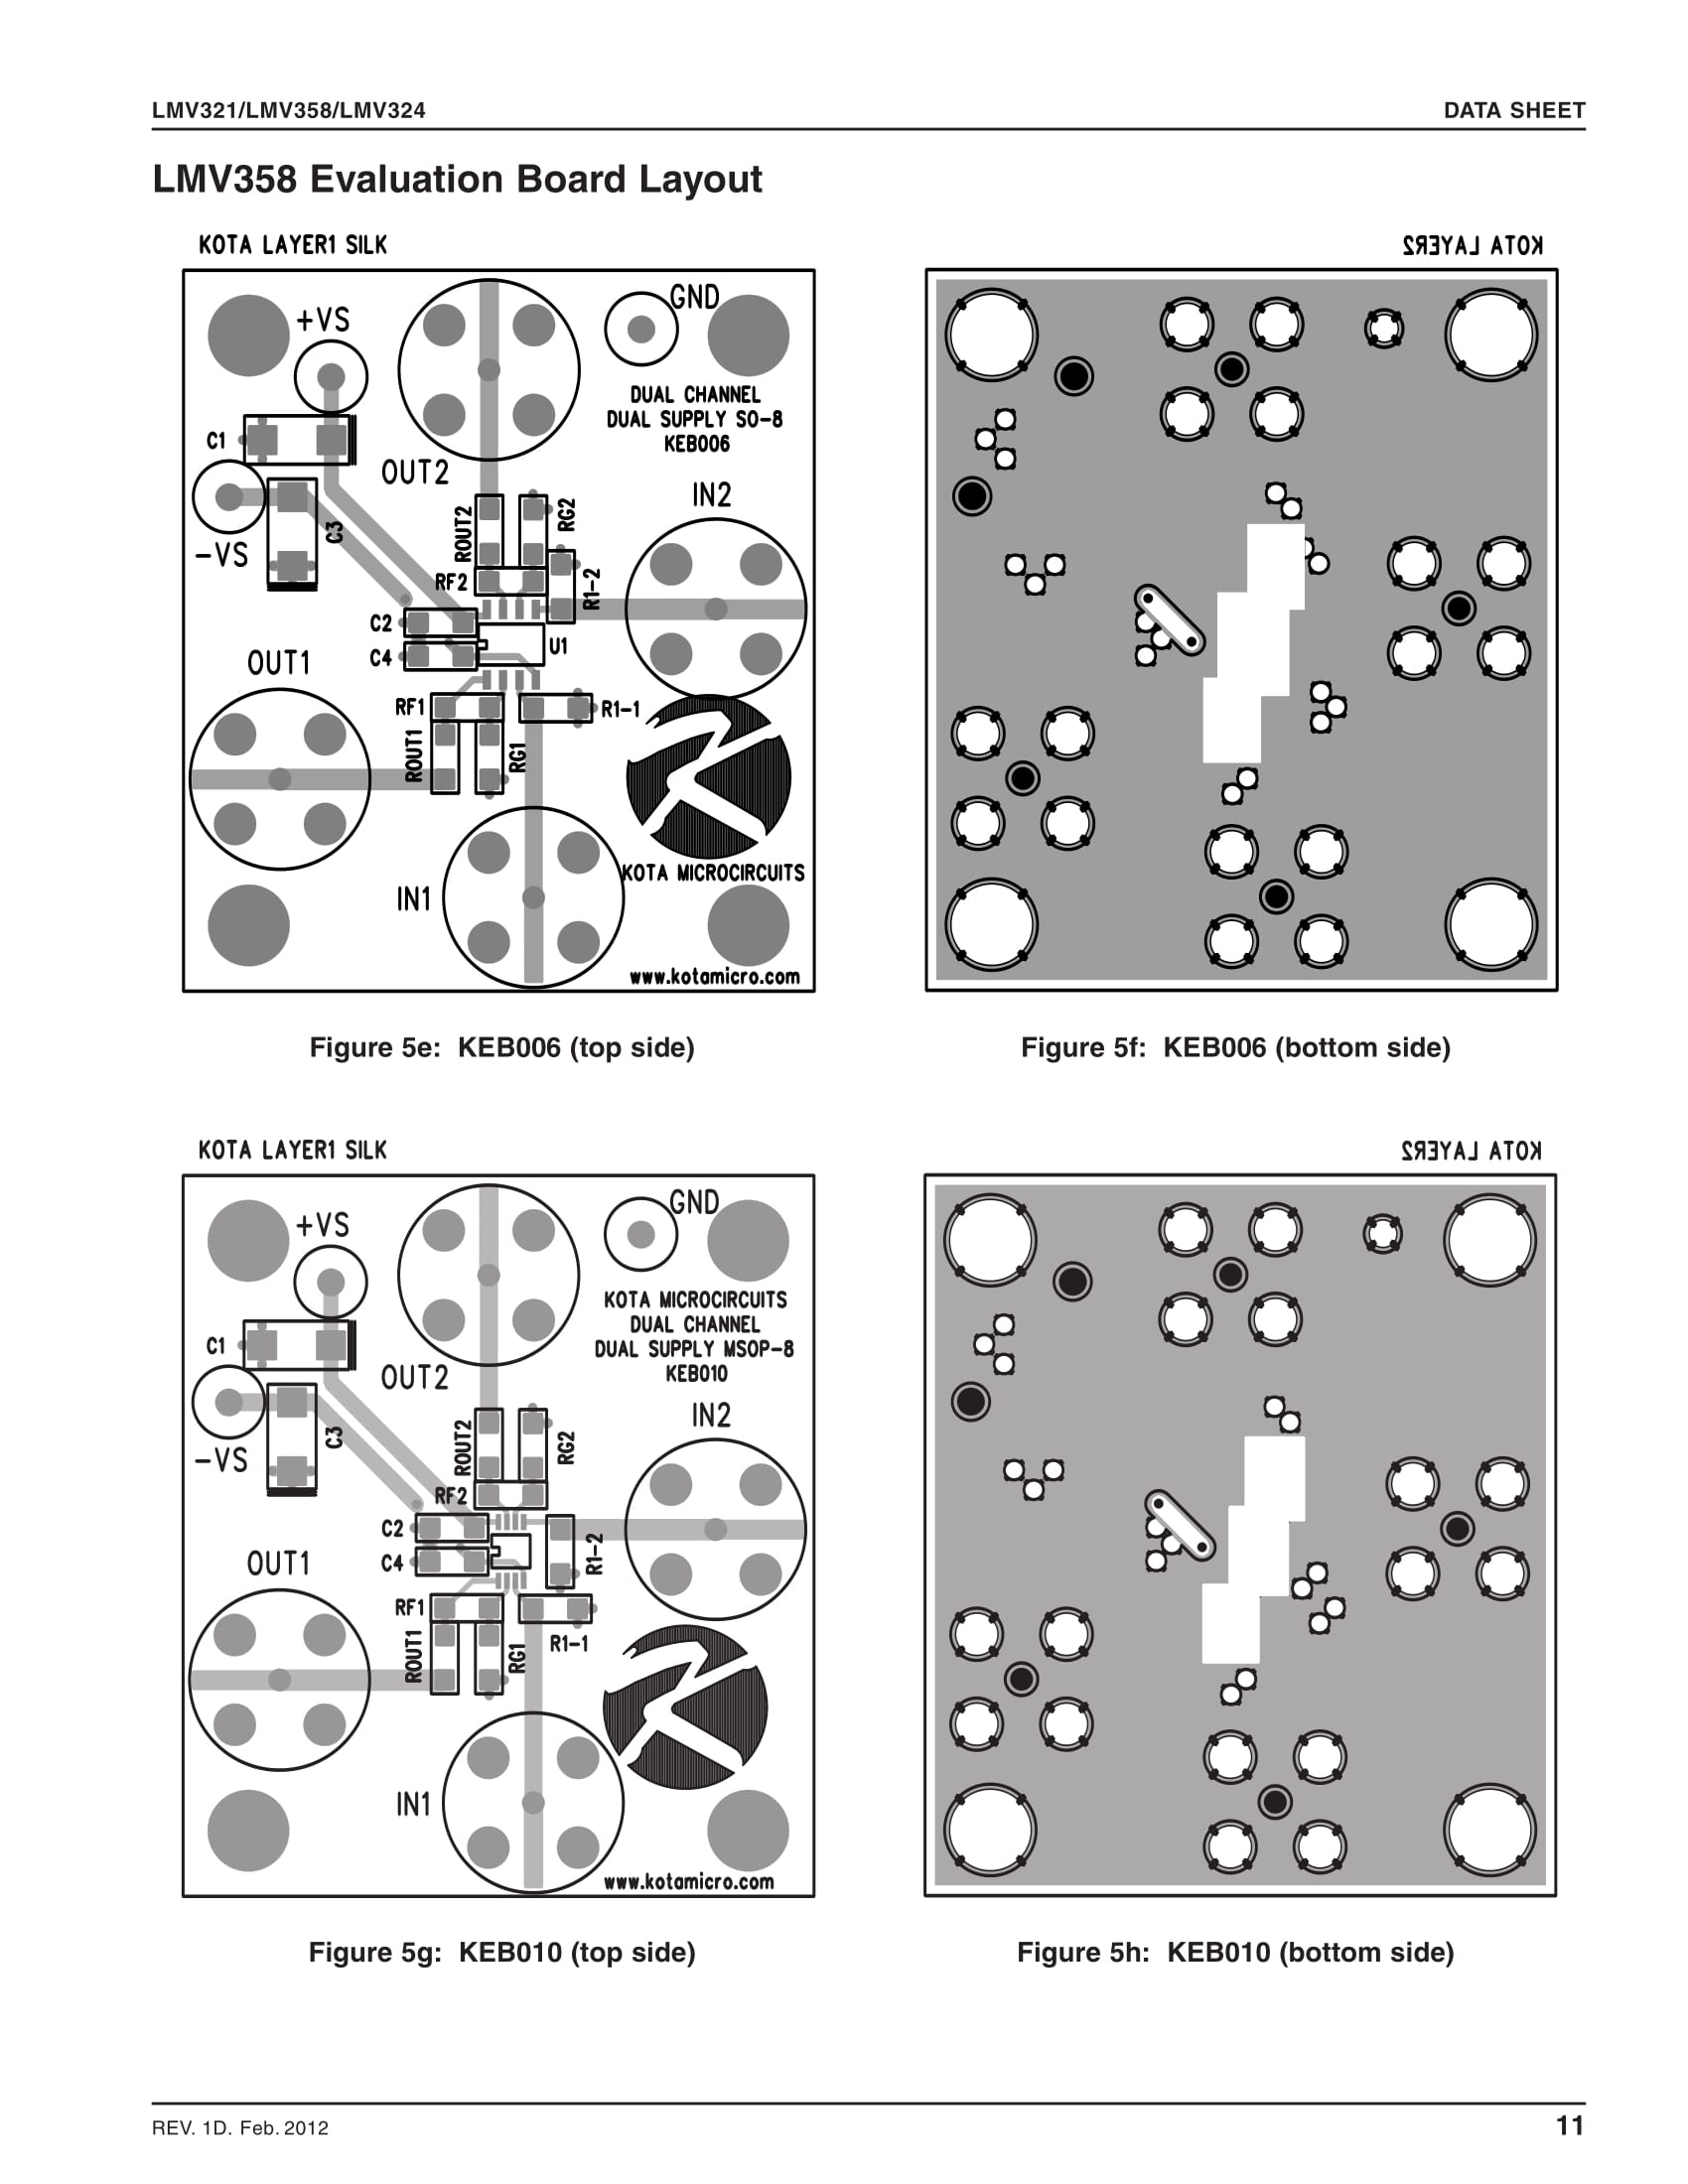 LMV321/LMV358/LMV324 DATA SHEET
LMV358 Evaluation Board Layout
KOTA LAYER1 SILK
KOTA LAYER2
+VS
GND
DUAL CHANNEL
DUAL SUPPLY SO-8
KEB006
C1
OUT2
IN2
-VS
C3
ROUT2
RG2
RF2
R1-2
C2
U1
C4
OUT1
RF1
R1-1
ROUT1
RG1
KOTA MICROCIRCUITS
IN1
www.kotamicro.com
Figure 5e: KEB006 (top side)
Figure 5f: KEB006 (bottom side)
KOTA LAYER1 SILK
KOTA LAYER2
+VS
GND
KOTA MICROCIRCUITS
DUAL CHANNEL
DUAL SUPPLY MSOP-8
KEB010
C1
OUT2
IN2
-VS
C3
ROUT2
RG2
RF2
C2
R1-2
C4
OUT1
RF1
R1-1
ROUT1
RG1
IN1
www.kotamicro.com
Figure 5g: KEB010 (top side)
Figure 5h: KEB010 (bottom side)
REV. 1D. Feb. 2012 11